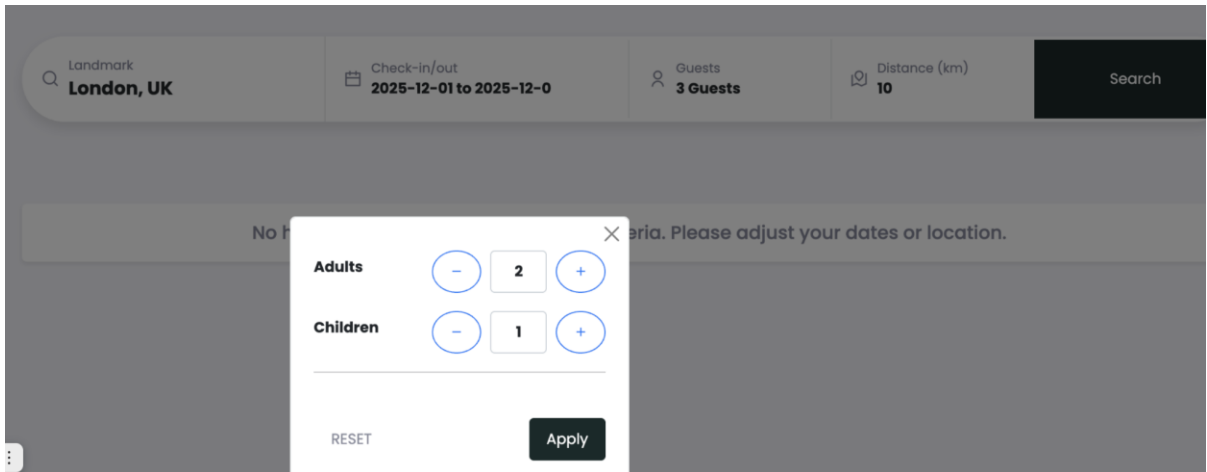 Landmark
London, UK
Check-in/out
2025-12-01 to 2025-12-0
Guests
3 Guests
Distance (km)
10
Search
No eria. Please adjust your dates or location.
Adults
− 2 +
Children
− 1 +
RESET
Apply